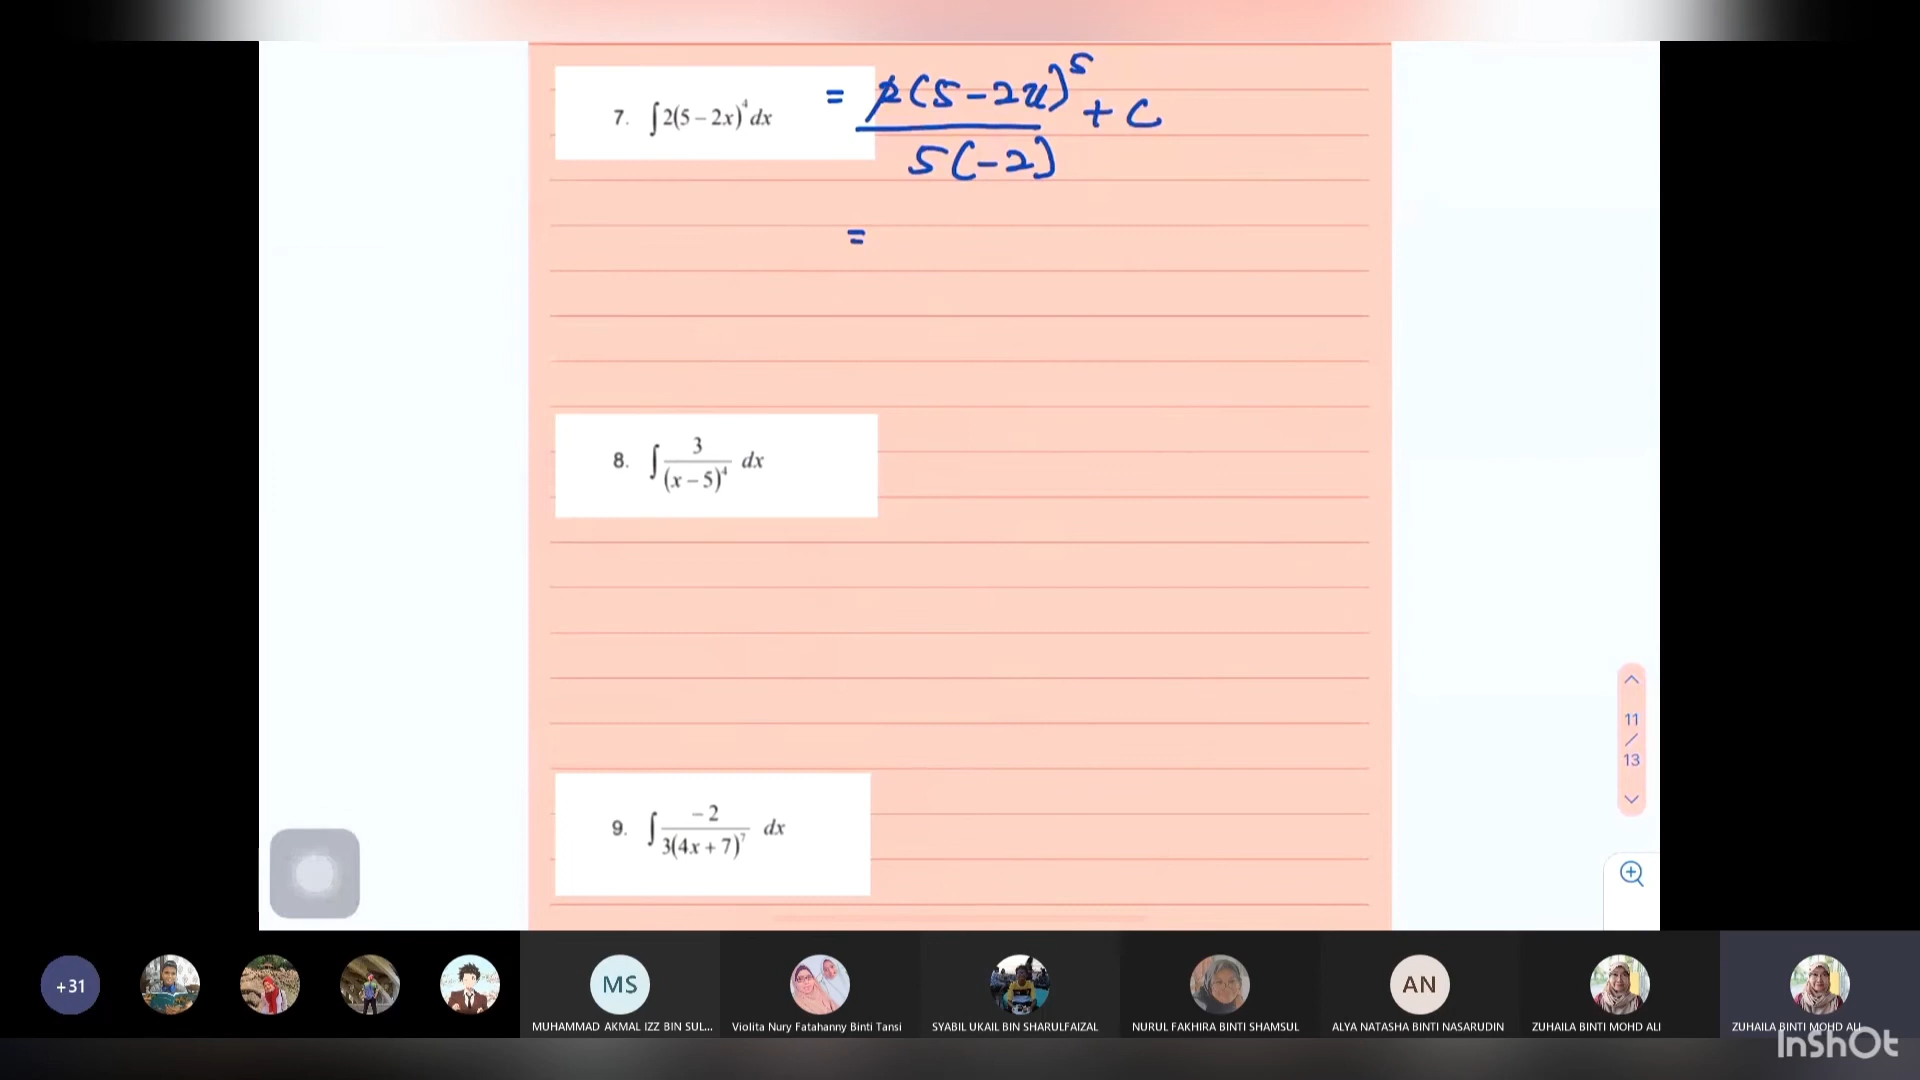 7. ∫2(5 – 2x)⁴ dx = 2(5 – 2x)⁵ / 5(–2) + c
=
8. ∫ 3 / (x – 5)⁴ dx
11
/
13
9. ∫ –2 / 3(4x + 7)⁷ dx
+31
MS
AN
MUHAMMAD AKMAL IZZ BIN SUL... Violita Nury Fatahanny Binti Tansi SYABIL UKAIL BIN SHARULFAIZAL NURUL FAKHIRA BINTI SHAMSUL ALYA NATASHA BINTI NASARUDIN ZUHAILA BINTI MOHD ALI ZUHAILA BINTI MOHD ALI
InShOt